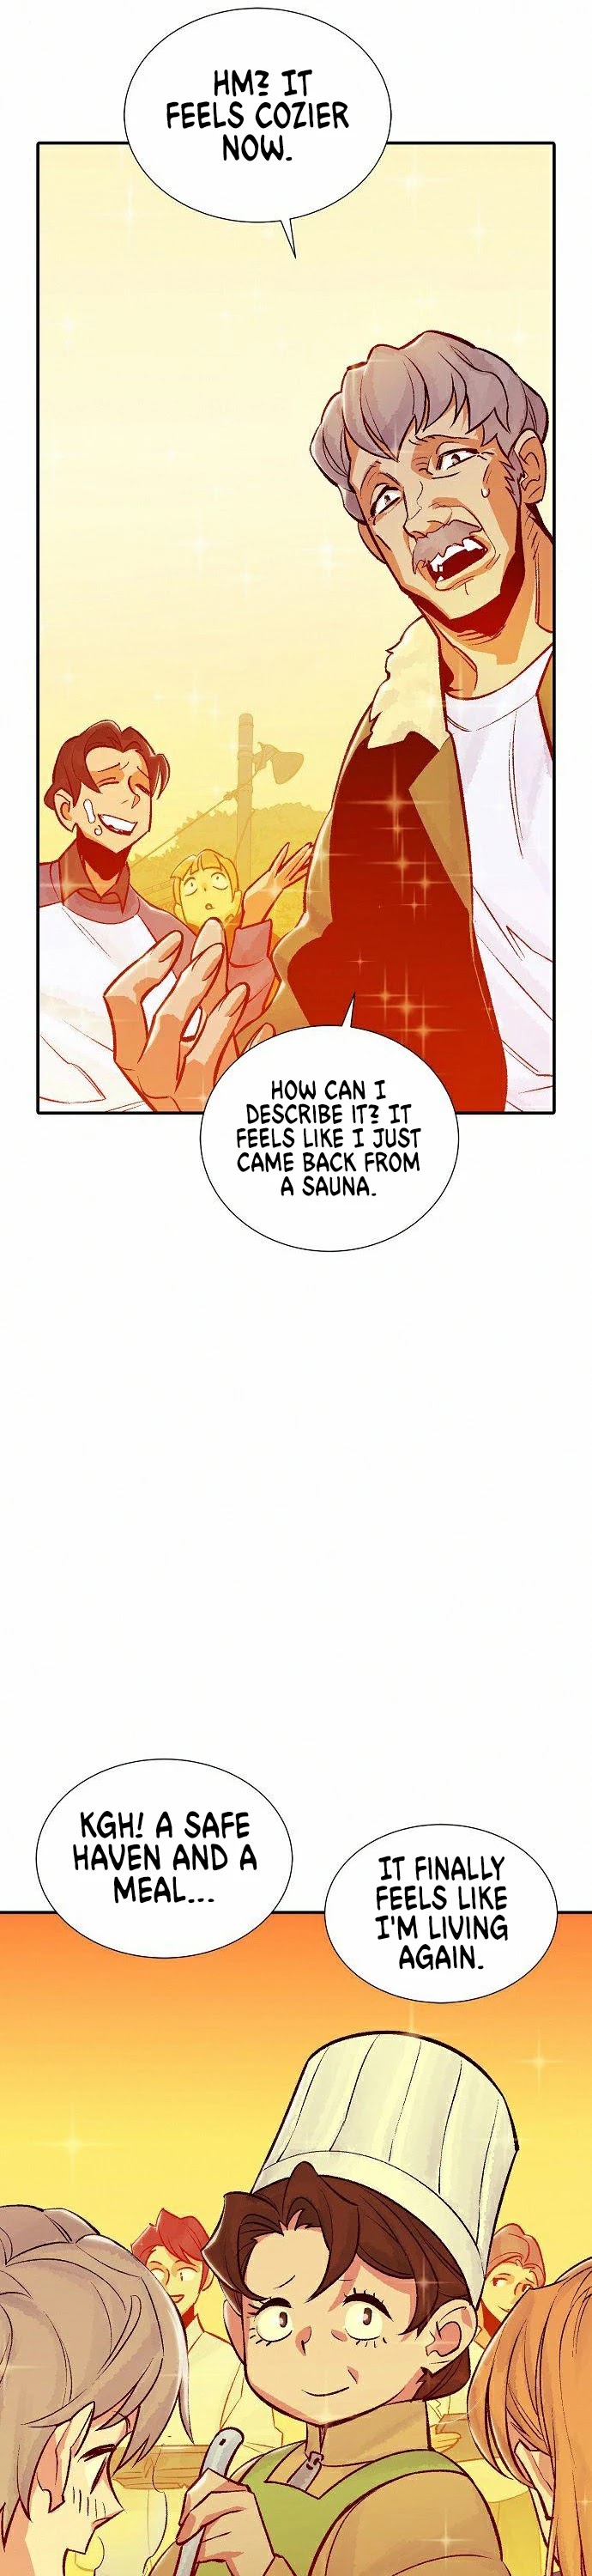 HM? IT
FEELS COZIER
NOW.
HOW CAN I
DESCRIBE IT? IT
FEELS LIKE I JUST
CAME BACK FROM
A SAUNA.
KGH! A SAFE
HAVEN AND A
MEAL...
IT FINALLY
FEELS LIKE
I'M LIVING
AGAIN.